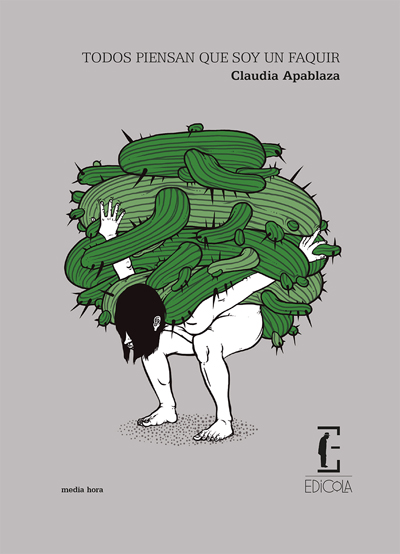 TODOS PIENSAN QUE SOY UN FAQUIR
Claudia Apablaza
EDICOLA
media hora